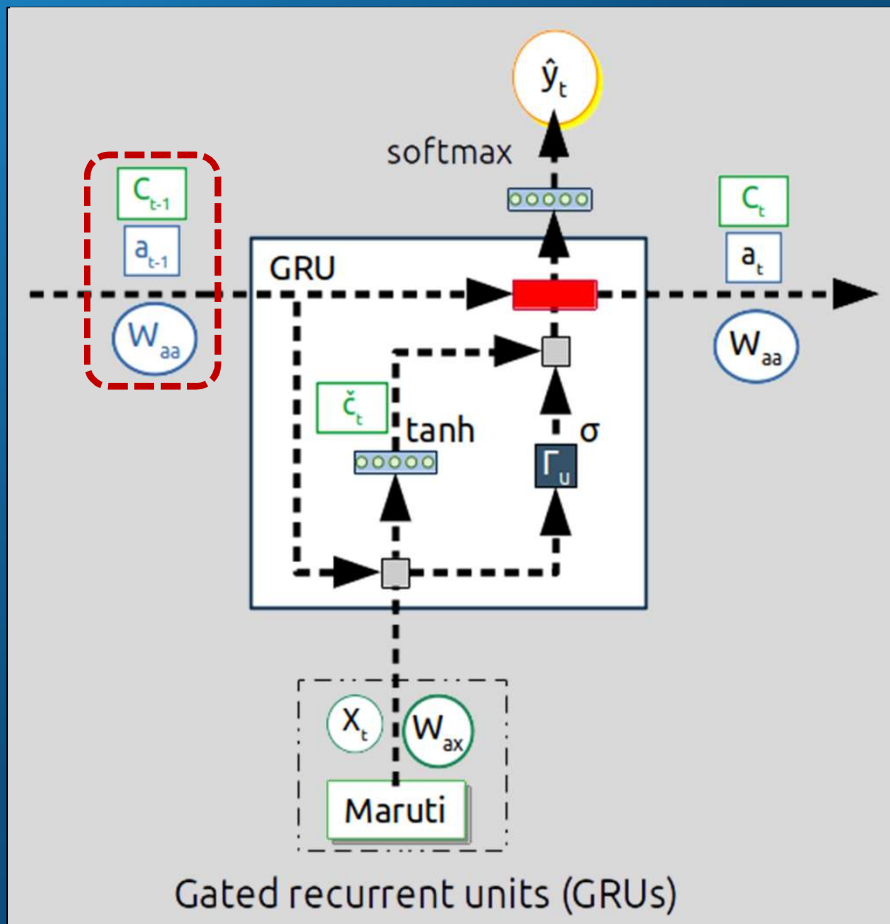 ŷt
softmax
Ct-1
at-1
Waa
GRU
Ct
at
Waa
čt
tanh
σ
Γu
Xt
Wax
Maruti
Gated recurrent units (GRUs)